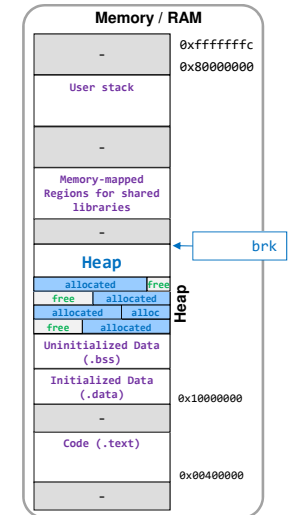 Memory / RAM
-
0xfffffffc
0x80000000
User stack
-
Memory-mapped
Regions for shared
libraries
-
brk
Heap
allocated free
free allocated
allocated alloc
free allocated
Heap
Uninitialized Data
(.bss)
Initialized Data
(.data)
0x10000000
-
Code (.text)
0x00400000
-